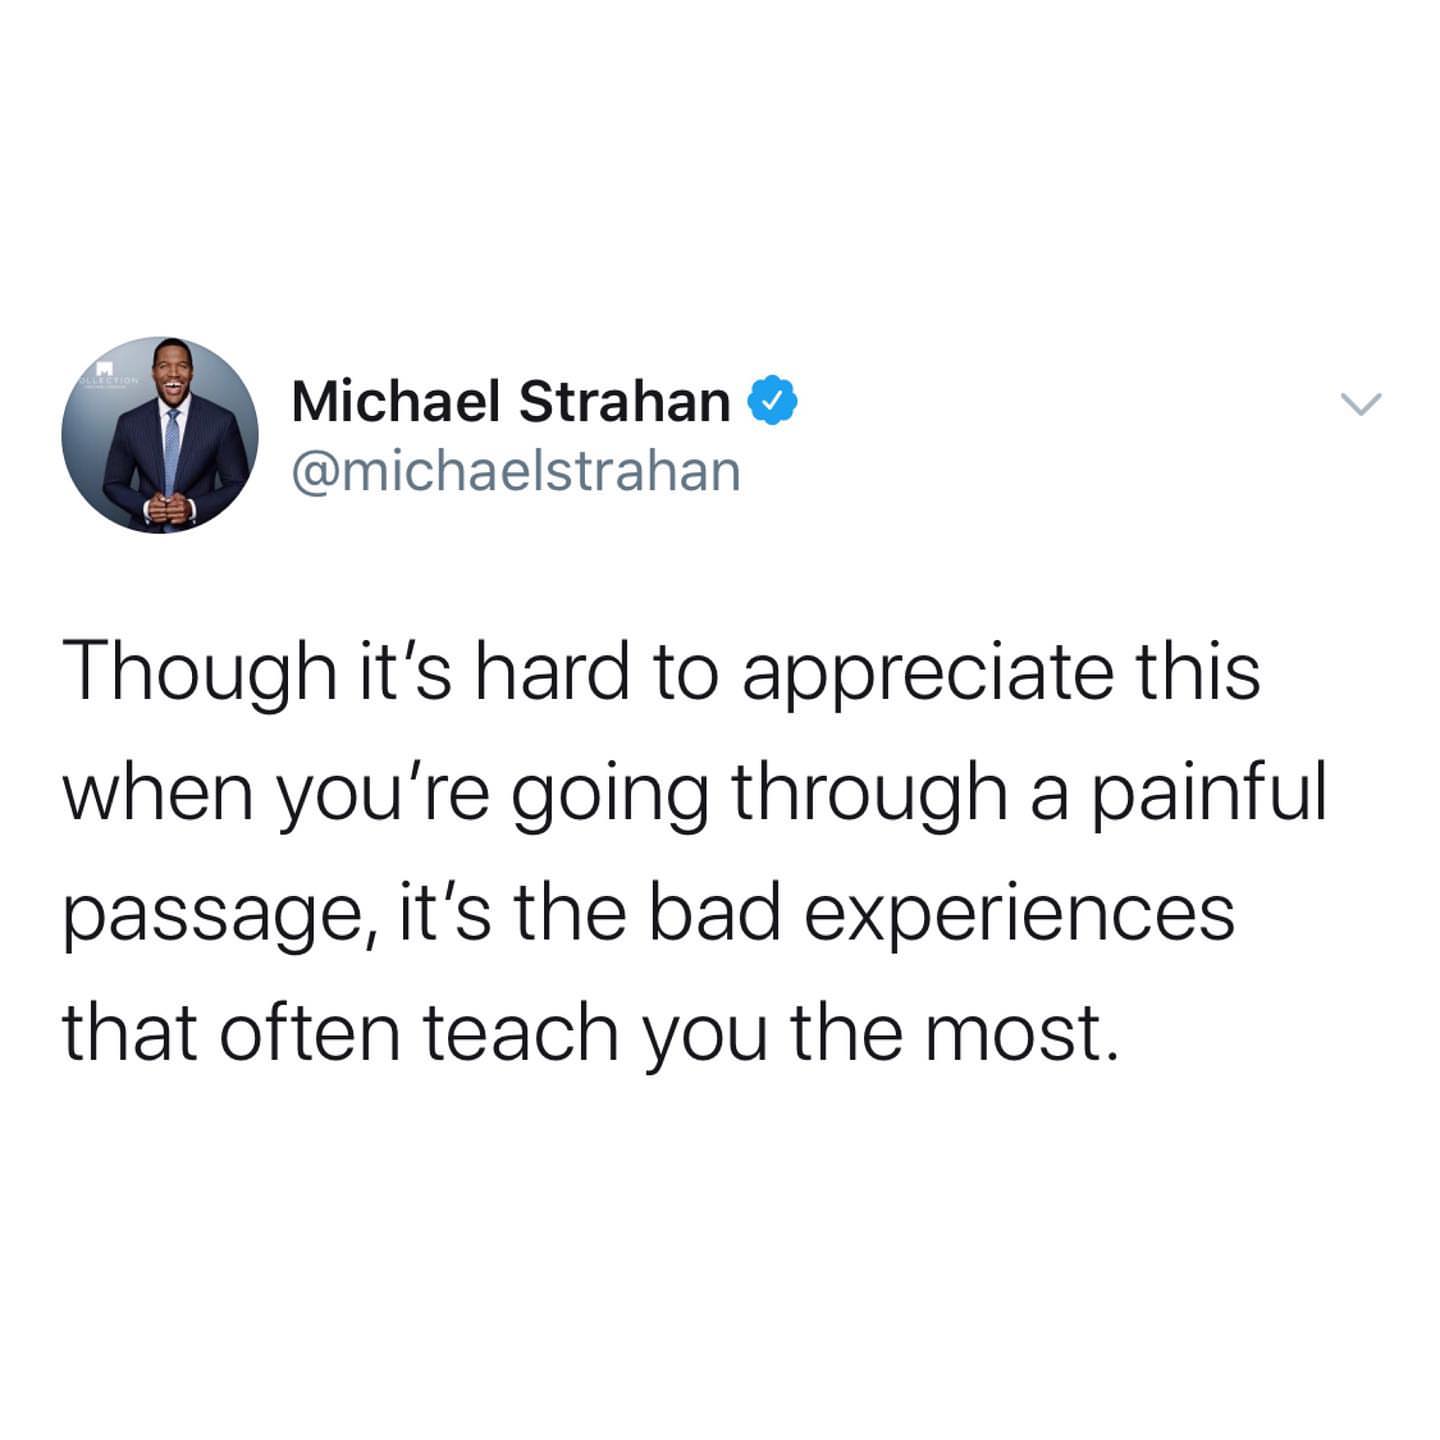 OLLECTION
Michael Strahan
@michaelstrahan
Though it’s hard to appreciate this
when you’re going through a painful
passage, it’s the bad experiences
that often teach you the most.